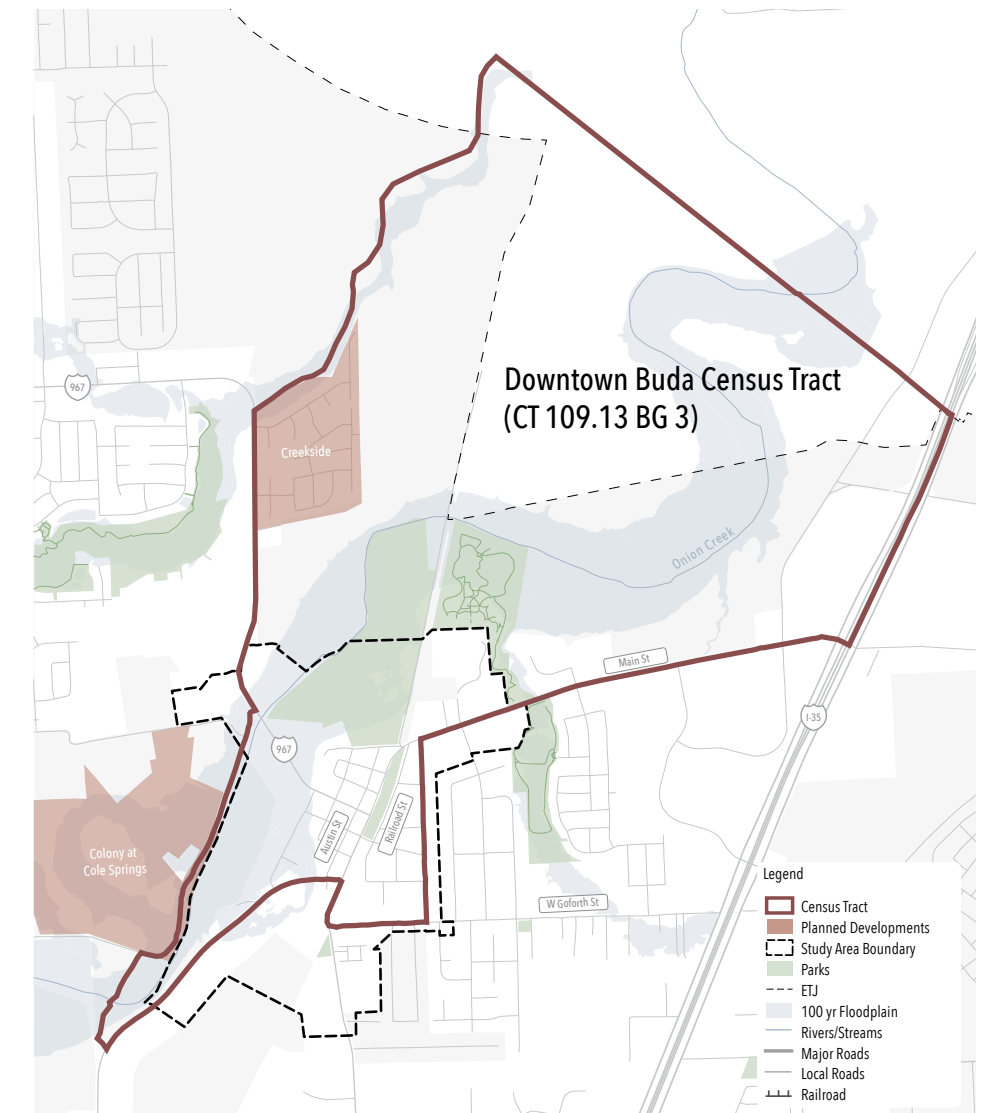 967
Downtown Buda Census Tract
(CT 109.13 BG 3)
Creekside
Onion Creek
Main St
I-35
967
Austin St
Railroad St
Colony at
Cole Springs
W Goforth St
Legend
Census Tract
Planned Developments
Study Area Boundary
Parks
ETJ
100 yr Floodplain
Rivers/Streams
Major Roads
Local Roads
Railroad